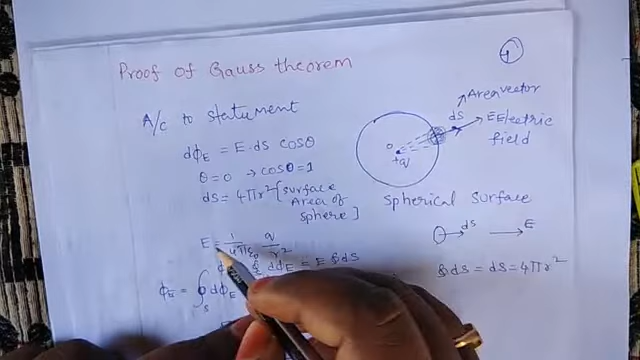 Proof of Gauss theorem
A/c to statement
dϕE = E·ds cosθ
θ = 0 → cosθ = 1
ds = 4πr² [surface
Area of
sphere]
E = 1/4πε₀ q/r²
ϕE = ∮s dϕE
dϕE = E ∮ds
Area vector
ds
E Electric
field
o
+q
spherical surface
ds
E
∮ds = ds = 4πr²